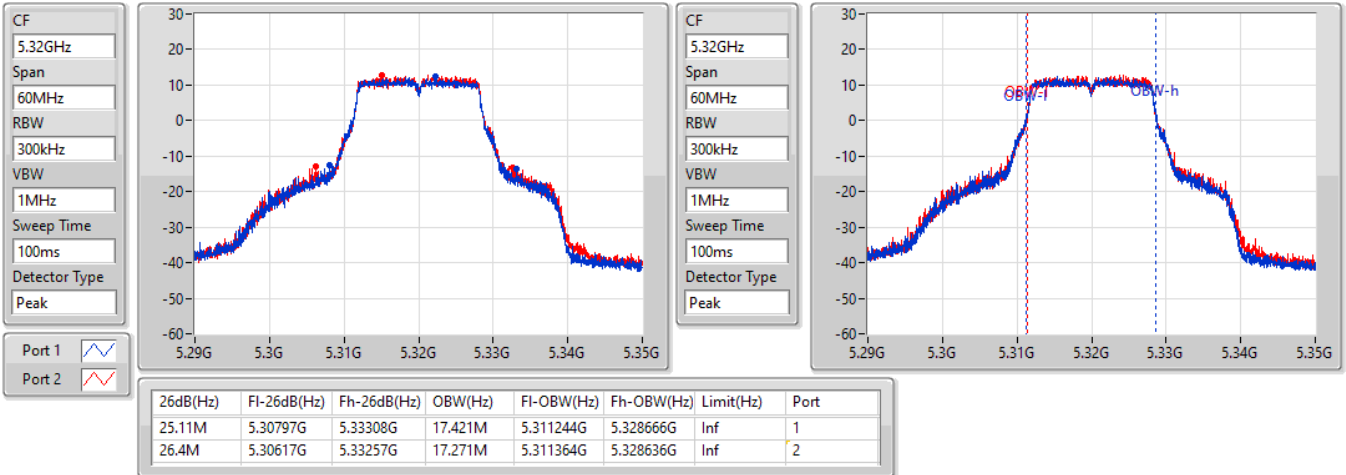 CF
5.32GHz
Span
60MHz
RBW
300kHz
VBW
1MHz
Sweep Time
100ms
Detector Type
Peak
30
20
10
0
-10
-20
-30
-40
-50
-60
5.29G 5.3G 5.31G 5.32G 5.33G 5.34G 5.35G
CF
5.32GHz
Span
60MHz
RBW
300kHz
VBW
1MHz
Sweep Time
100ms
Detector Type
Peak
30
20
10
0
-10
-20
-30
-40
-50
-60
OBW-l
OBW-h
5.29G 5.3G 5.31G 5.32G 5.33G 5.34G 5.35G
Port 1
Port 2
26dB(Hz) Fl-26dB(Hz) Fh-26dB(Hz) OBW(Hz) Fl-OBW(Hz) Fh-OBW(Hz) Limit(Hz) Port
25.11M 5.30797G 5.33308G 17.421M 5.311244G 5.328666G Inf 1
26.4M 5.30617G 5.33257G 17.271M 5.311364G 5.328636G Inf 2